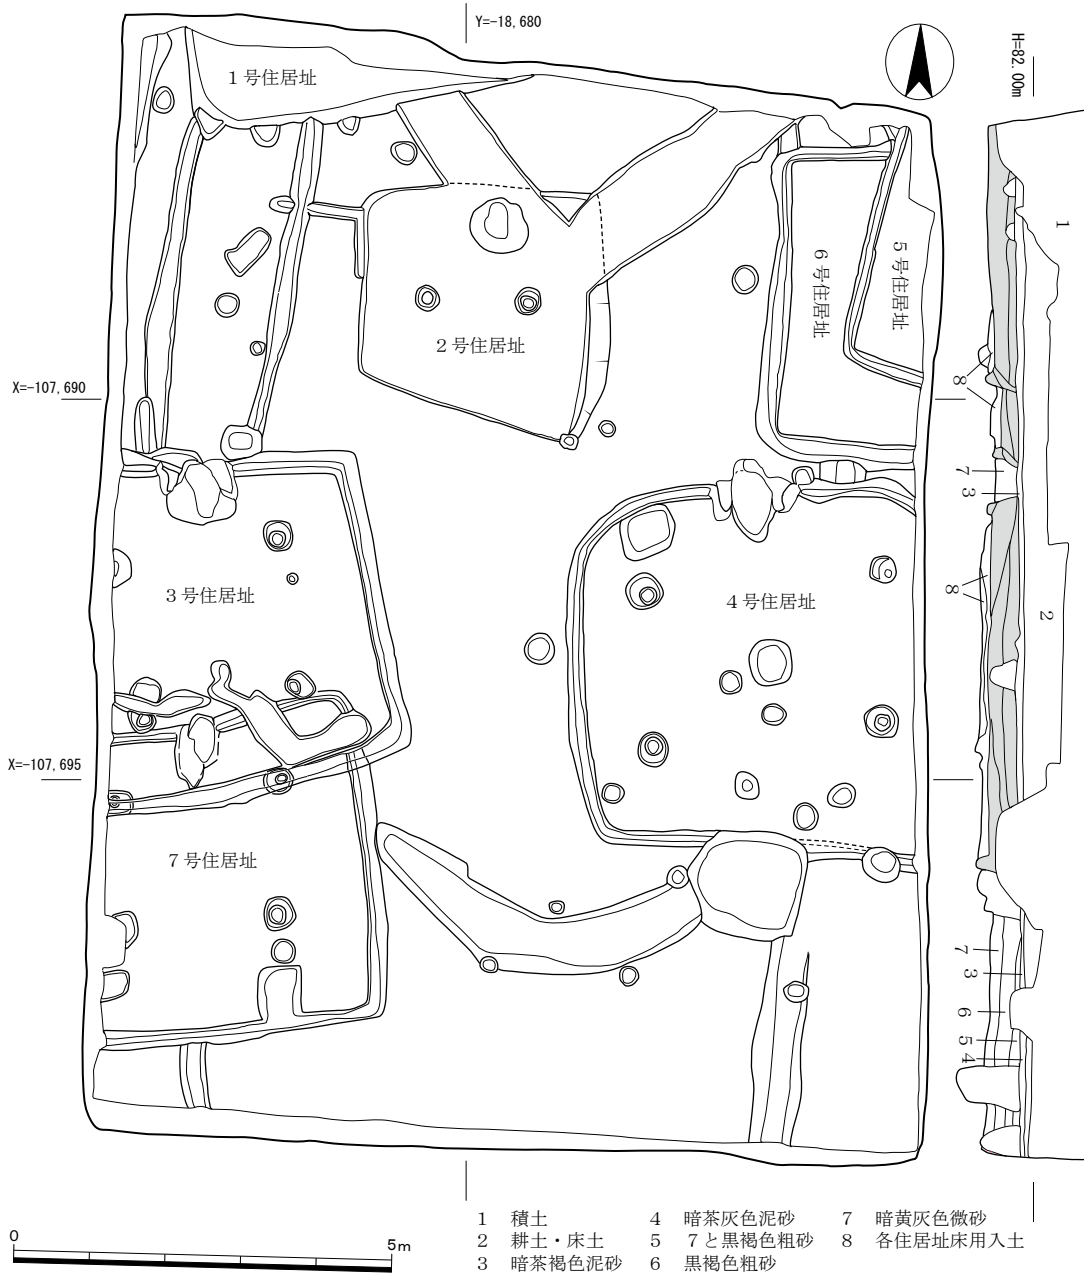 Y=-18,680
H=82.00m
1号住居址
1
6号住居址
5号住居址
2号住居址
X=-107,690
8
7
3
3号住居址
4号住居址
8
2
X=-107,695
7号住居址
7
3
6
5
4
0
5m
1 積土
2 耕土・床土
3 暗茶褐色泥砂
4 暗茶灰色泥砂
5 7と黒褐色粗砂
6 黒褐色粗砂
7 暗黄灰色微砂
8 各住居址床用入土